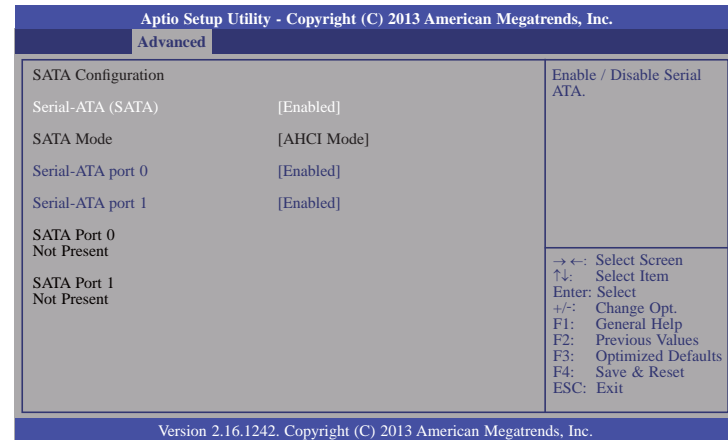 Aptio Setup Utility - Copyright (C) 2013 American Megatrends, Inc.
Advanced
SATA Configuration
Serial-ATA (SATA) [Enabled]
SATA Mode [AHCI Mode]
Serial-ATA port 0 [Enabled]
Serial-ATA port 1 [Enabled]
SATA Port 0
Not Present
SATA Port 1
Not Present
Enable / Disable Serial
ATA.
→←: Select Screen
↑↓: Select Item
Enter: Select
+/-: Change Opt.
F1: General Help
F2: Previous Values
F3: Optimized Defaults
F4: Save & Reset
ESC: Exit
Version 2.16.1242. Copyright (C) 2013 American Megatrends, Inc.